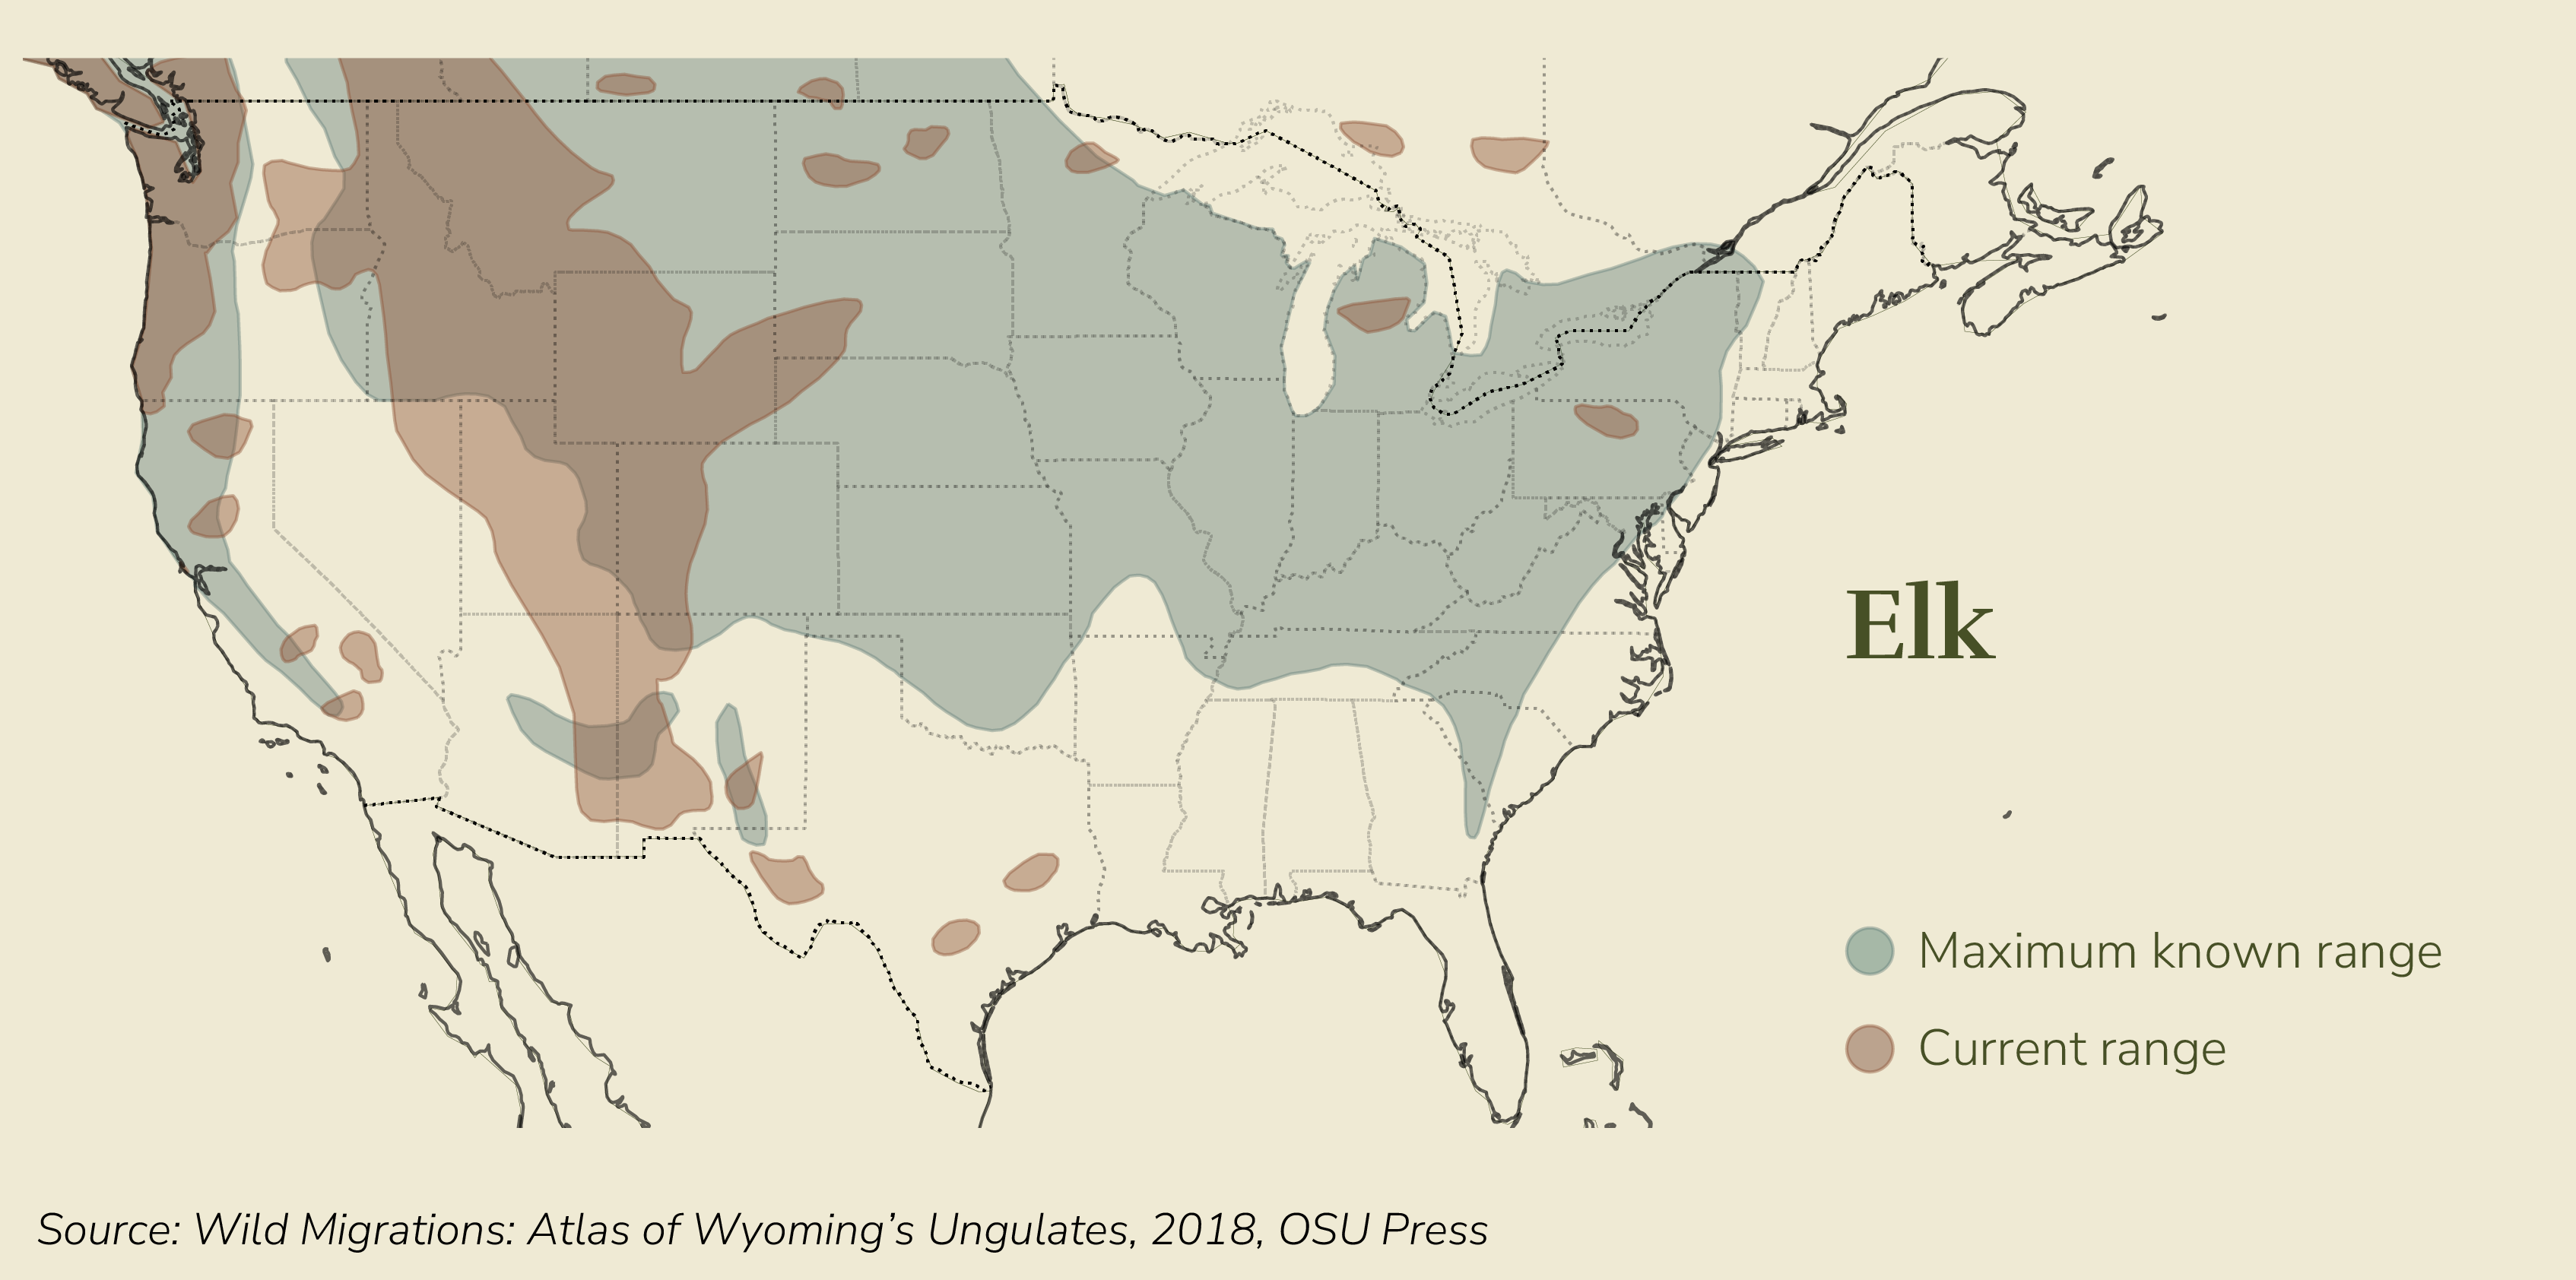 Elk
Maximum known range
Current range
Source: Wild Migrations: Atlas of Wyoming’s Ungulates, 2018, OSU Press